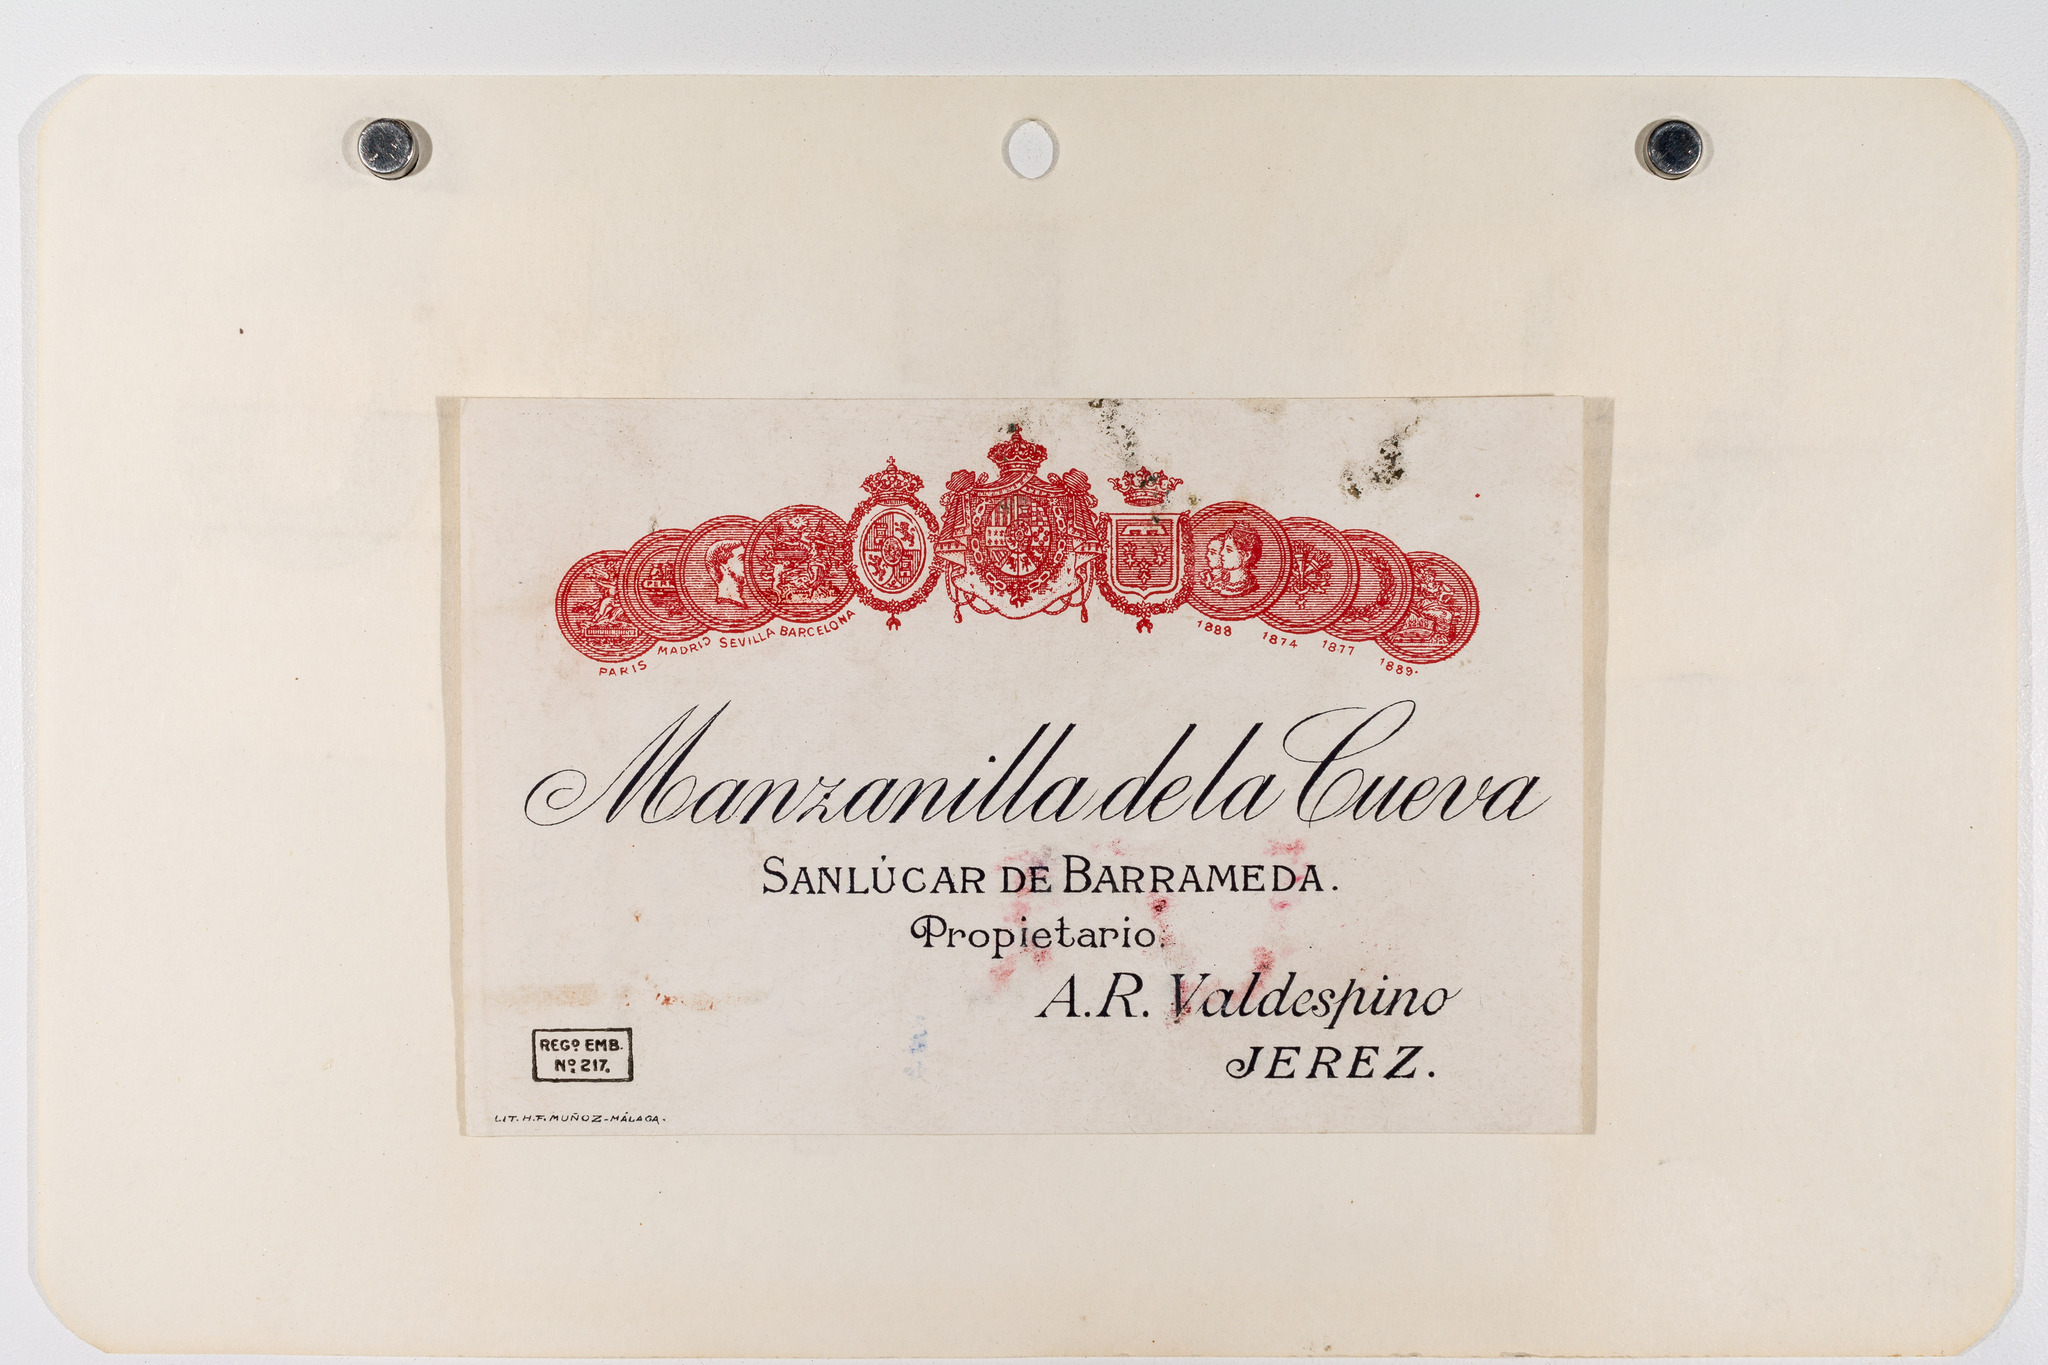 PARIS MADRID SEVILLA BARCELONA 1888 1874 1877 1889.
Manzanilla de la Cueva
SANLÚCAR DE BARRAMEDA.
Propietario.
A. R. Valdespino
JEREZ.
REGº EMB.
Nº 217.
LIT. H. F. MUÑOZ-MÁLAGA.